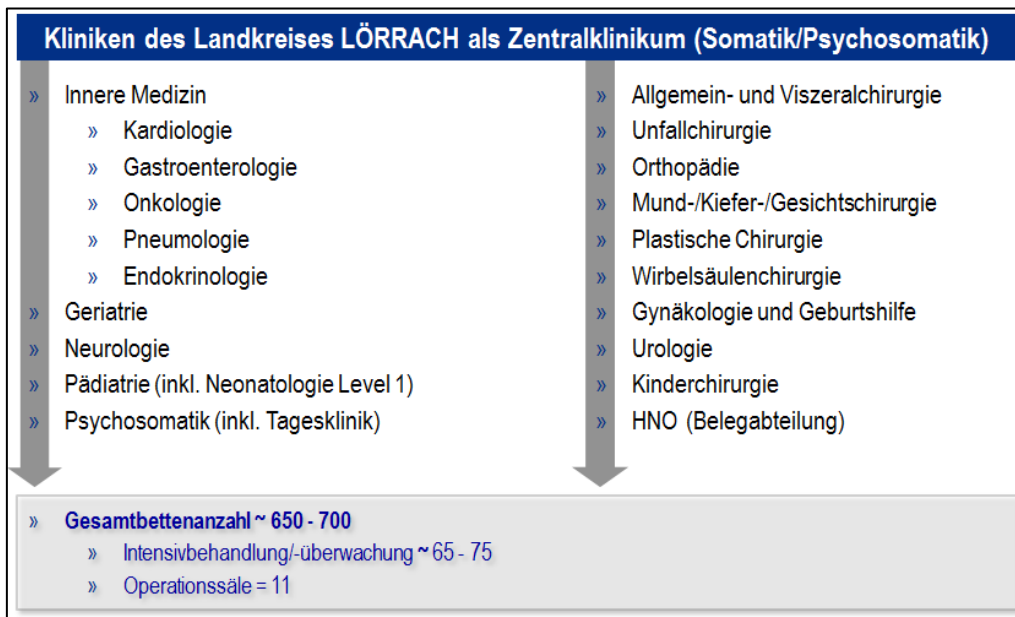 Kliniken des Landkreises LÖRRACH als Zentralklinikum (Somatik/Psychosomatik)
» Innere Medizin
» Kardiologie
» Gastroenterologie
» Onkologie
» Pneumologie
» Endokrinologie
» Geriatrie
» Neurologie
» Pädiatrie (inkl. Neonatologie Level 1)
» Psychosomatik (inkl. Tagesklinik)
» Allgemein- und Viszeralchirurgie
» Unfallchirurgie
» Orthopädie
» Mund-/Kiefer-/Gesichtschirurgie
» Plastische Chirurgie
» Wirbelsäulenchirurgie
» Gynäkologie und Geburtshilfe
» Urologie
» Kinderchirurgie
» HNO (Belegabteilung)
» Gesamtbettenanzahl ~ 650 - 700
» Intensivbehandlung/-überwachung ~ 65 - 75
» Operationssäle = 11